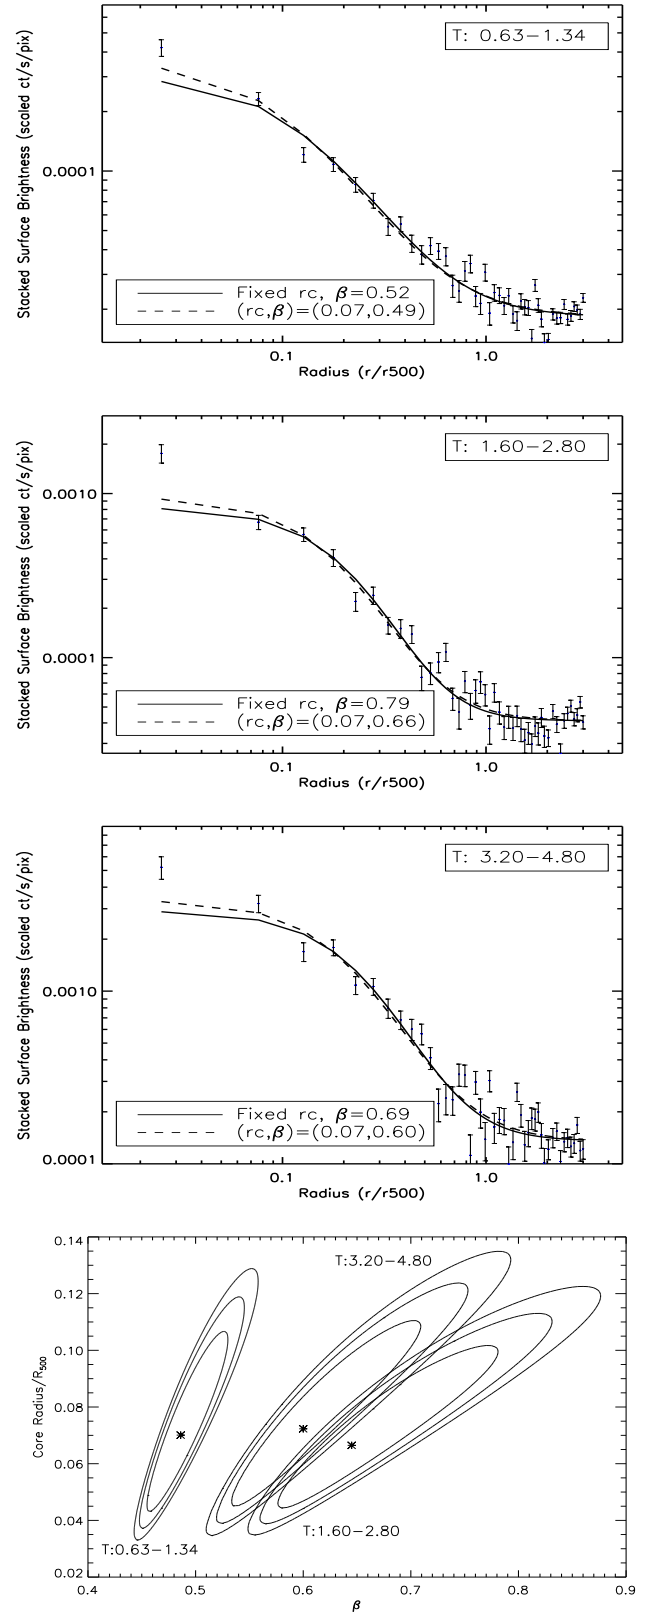 T: 0.63−1.34
Stacked Surface Brightness (scaled ct/s/pix)
0.0001
Fixed rc, β=0.52
(rc,β)=(0.07,0.49)
0.1
1.0
Radius (r/r500)
T: 1.60−2.80
Stacked Surface Brightness (scaled ct/s/pix)
0.0010
0.0001
Fixed rc, β=0.79
(rc,β)=(0.07,0.66)
0.1
1.0
Radius (r/r500)
T: 3.20−4.80
Stacked Surface Brightness (scaled ct/s/pix)
0.0010
Fixed rc, β=0.69
(rc,β)=(0.07,0.60)
0.0001
0.1
1.0
Radius (r/r500)
0.14
T:3.20−4.80
0.12
0.10
Core Radius/R500
0.08
0.06
0.04
T:1.60−2.80
T:0.63−1.34
0.02
0.4
0.5
0.6
0.7
0.8
0.9
β